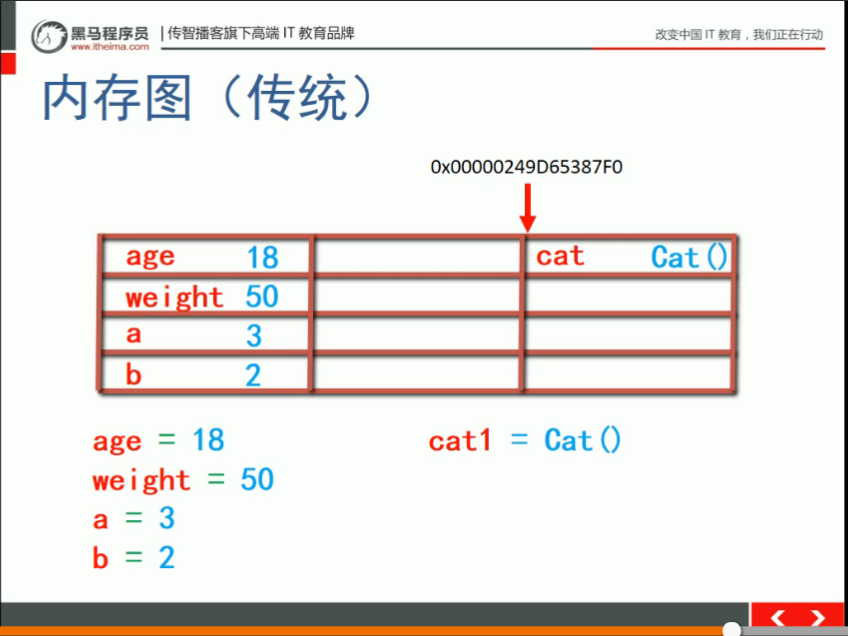 黑马程序员 | 传智播客旗下高端 IT 教育品牌 改变中国 IT 教育，我们正在行动
www.itheima.com
内存图（传统）
0x00000249D65387F0
age 18 cat Cat()
weight 50
a 3
b 2
age = 18 cat1 = Cat()
weight = 50
a = 3
b = 2